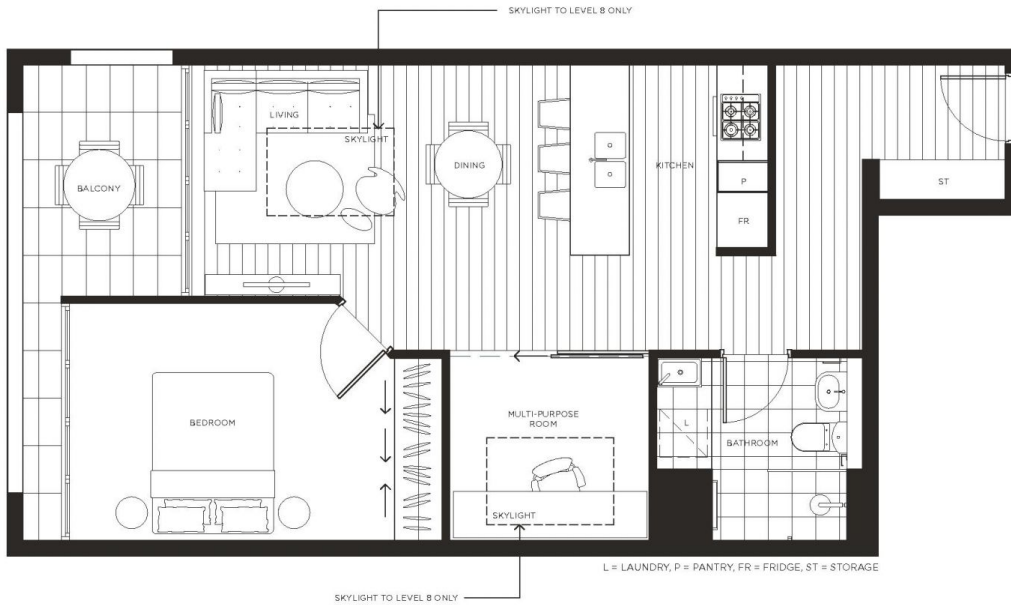 SKYLIGHT TO LEVEL 8 ONLY
LIVING
SKYLIGHT
BALCONY
DINING
KITCHEN
P
FR
ST
BEDROOM
MULTI-PURPOSE
ROOM
L
BATHROOM
SKYLIGHT
L = LAUNDRY, P = PANTRY, FR = FRIDGE, ST = STORAGE
SKYLIGHT TO LEVEL 8 ONLY